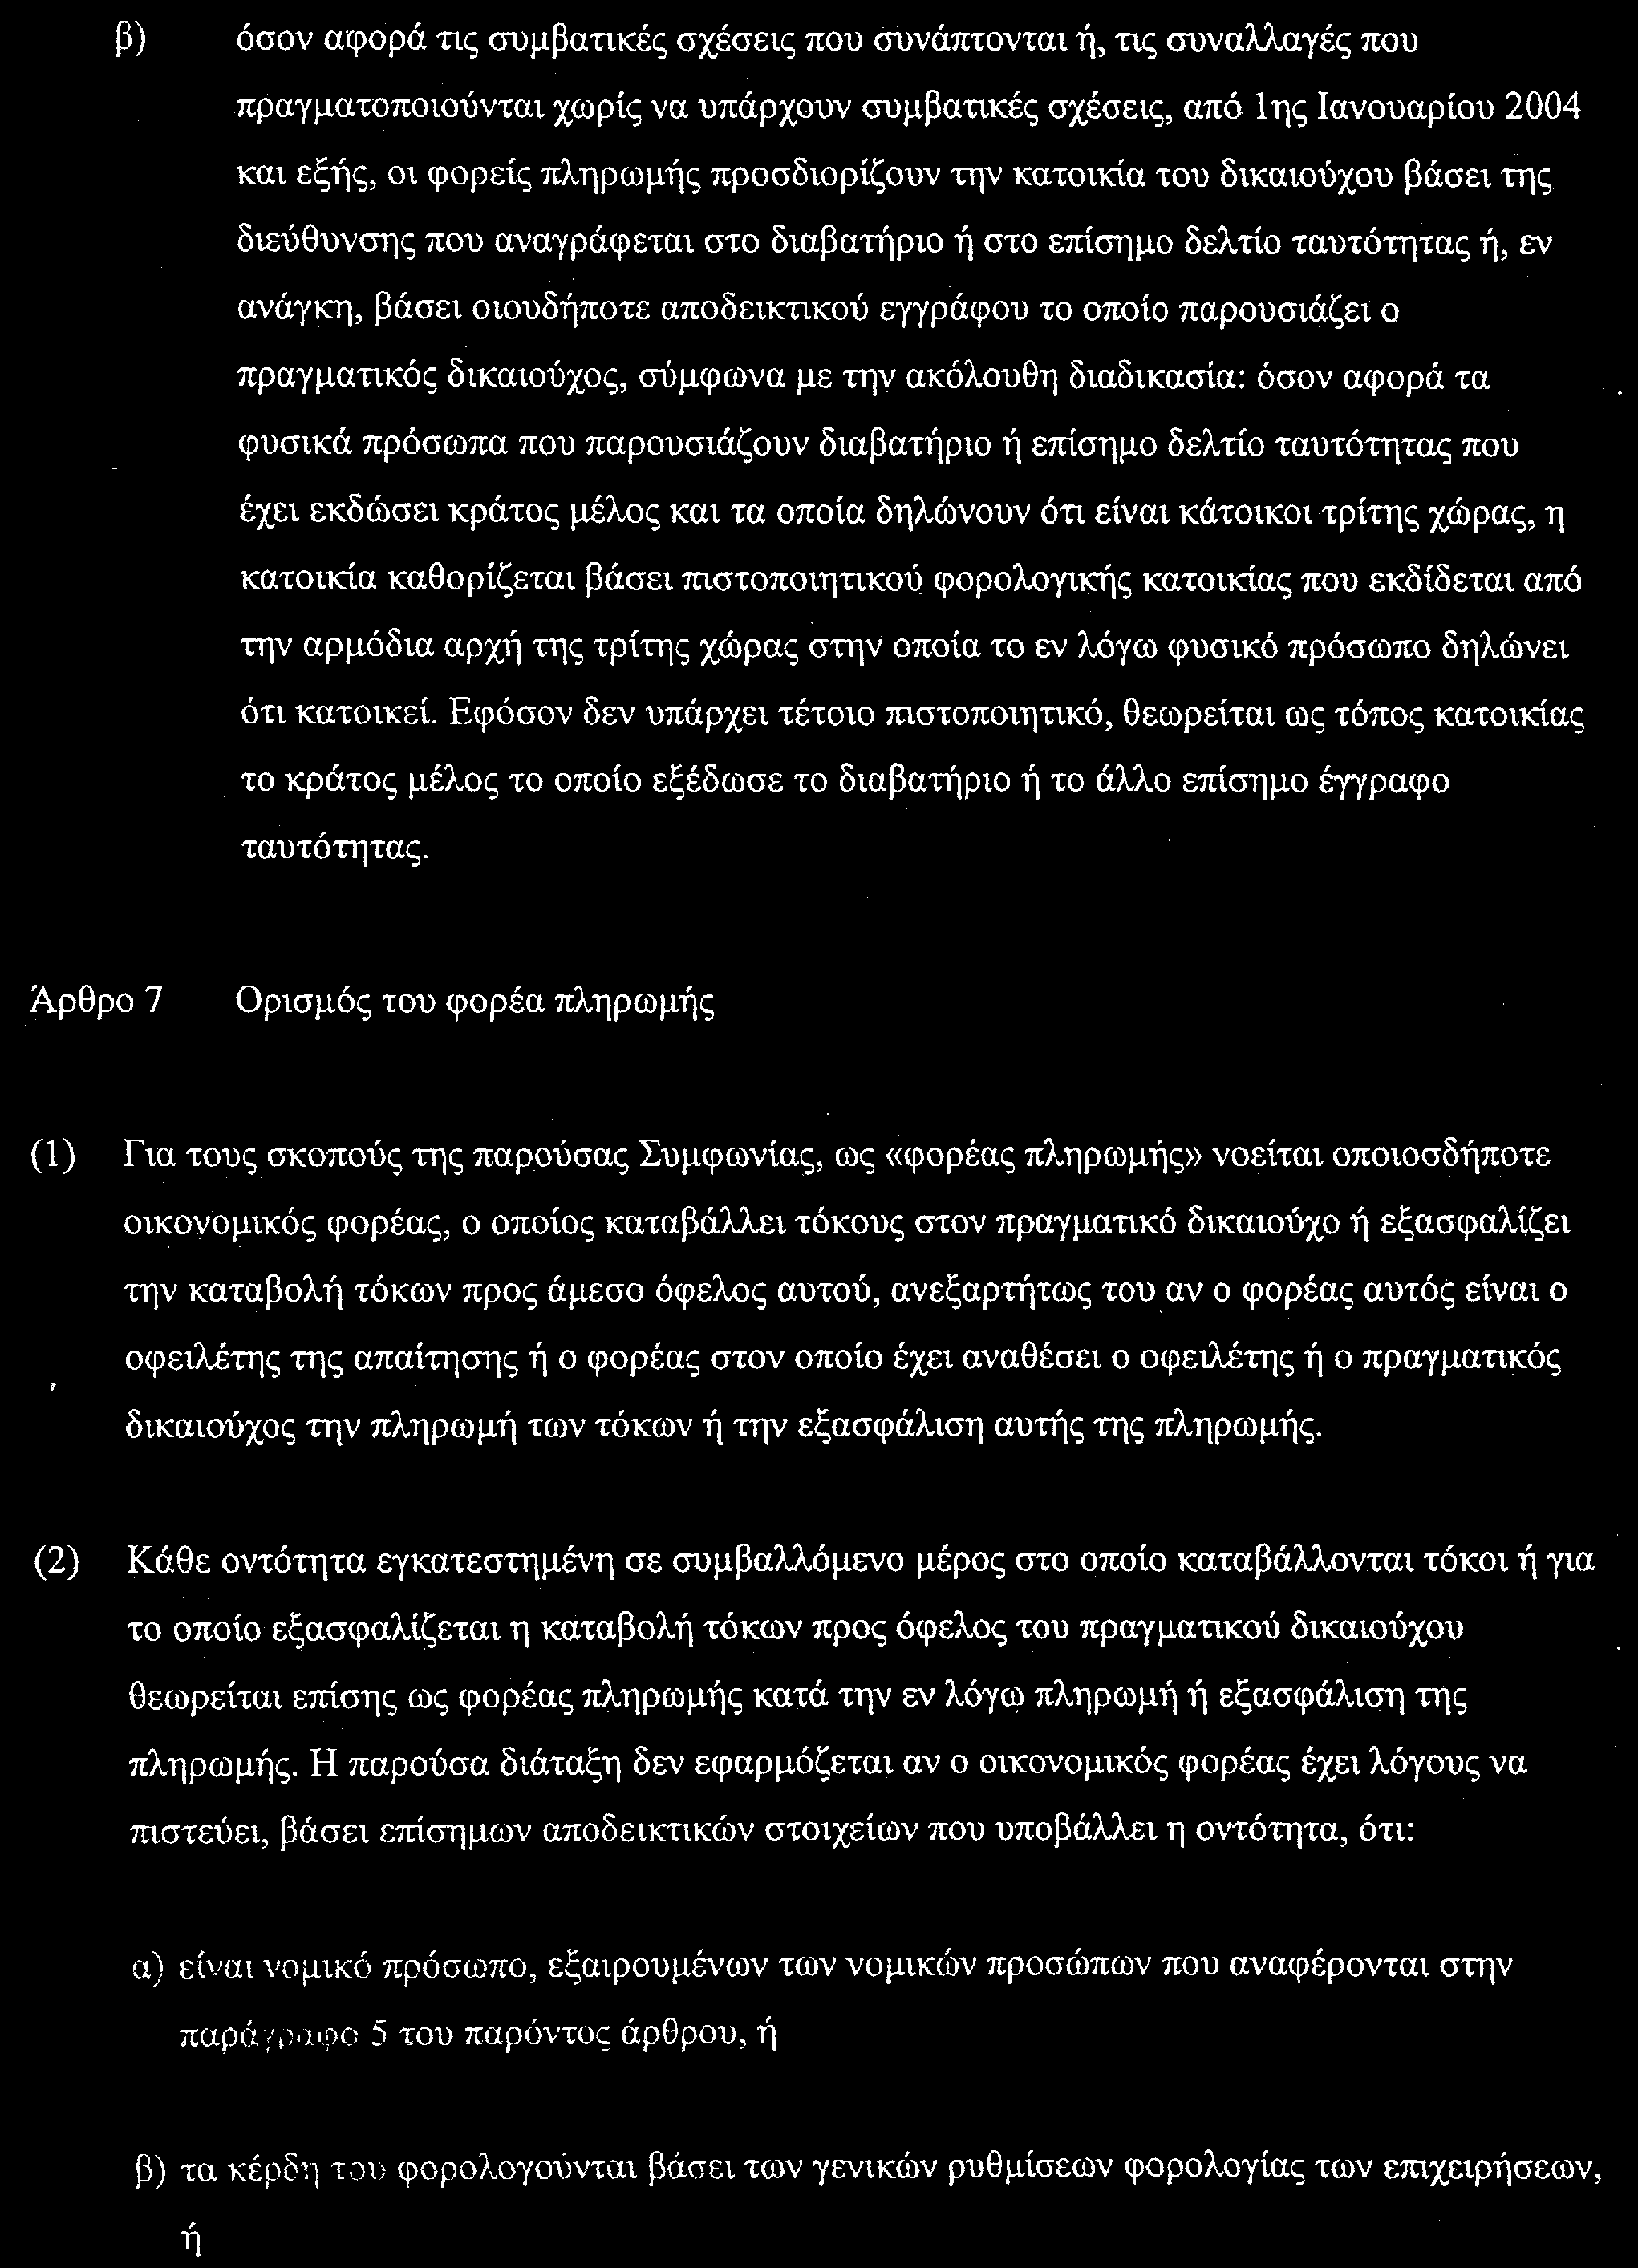 β) όσον αφορά τις συμβατικές σχέσεις που συνάπτονται ή, τις συναλλαγές που
πραγματοποιούνται χωρίς να υπάρχουν συμβατικές σχέσεις, από 1ης Ιανουαρίου 2004
και εξής, οι φορείς πληρωμής προσδιορίζουν την κατοικία του δικαιούχου βάσει της
διεύθυνσης που αναγράφεται στο διαβατήριο ή στο επίσημο δελτίο ταυτότητας ή, εν
ανάγκη, βάσει οιουδήποτε αποδεικτικού εγγράφου το οποίο παρουσιάζει ο
πραγματικός δικαιούχος, σύμφωνα με την ακόλουθη διαδικασία: όσον αφορά τα
φυσικά πρόσωπα που παρουσιάζουν διαβατήριο ή επίσημο δελτίο ταυτότητας που
έχει εκδώσει κράτος μέλος και τα οποία δηλώνουν ότι είναι κάτοικοι τρίτης χώρας, η
κατοικία καθορίζεται βάσει πιστοποιητικού φορολογικής κατοικίας που εκδίδεται από
την αρμόδια αρχή της τρίτης χώρας στην οποία το εν λόγω φυσικό πρόσωπο δηλώνει
ότι κατοικεί. Εφόσον δεν υπάρχει τέτοιο πιστοποιητικό, θεωρείται ως τόπος κατοικίας
το κράτος μέλος το οποίο εξέδωσε το διαβατήριο ή το άλλο επίσημο έγγραφο
ταυτότητας.
Άρθρο 7 Ορισμός του φορέα πληρωμής
(1) Για τους σκοπούς της παρούσας Συμφωνίας, ως «φορέας πληρωμής» νοείται οποιοσδήποτε
οικονομικός φορέας, ο οποίος καταβάλλει τόκους στον πραγματικό δικαιούχο ή εξασφαλίζει
την καταβολή τόκων προς άμεσο όφελος αυτού, ανεξαρτήτως του αν ο φορέας αυτός είναι ο
οφειλέτης της απαίτησης ή ο φορέας στον οποίο έχει αναθέσει ο οφειλέτης ή ο πραγματικός
δικαιούχος την πληρωμή των τόκων ή την εξασφάλιση αυτής της πληρωμής.
(2) Κάθε οντότητα εγκατεστημένη σε συμβαλλόμενο μέρος στο οποίο καταβάλλονται τόκοι ή για
το οποίο εξασφαλίζεται η καταβολή τόκων προς όφελος του πραγματικού δικαιούχου
θεωρείται επίσης ως φορέας πληρωμής κατά την εν λόγω πληρωμή ή εξασφάλιση της
πληρωμής. Η παρούσα διάταξη δεν εφαρμόζεται αν ο οικονομικός φορέας έχει λόγους να
πιστεύει, βάσει επίσημων αποδεικτικών στοιχείων που υποβάλλει η οντότητα, ότι:
α) είναι νομικό πρόσωπο, εξαιρουμένων των νομικών προσώπων που αναφέρονται στην
παράγραφο 5 του παρόντος άρθρου, ή
β) τα κέρδη του φορολογούνται βάσει των γενικών ρυθμίσεων φορολογίας των επιχειρήσεων,
ή